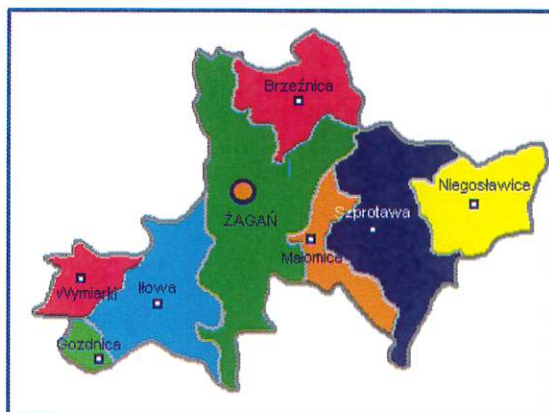 Brzeźnica
Niegosławice
Szprotawa
ŻAGAŃ
Małomice
Wymiarki
Iłowa
Gozdnica